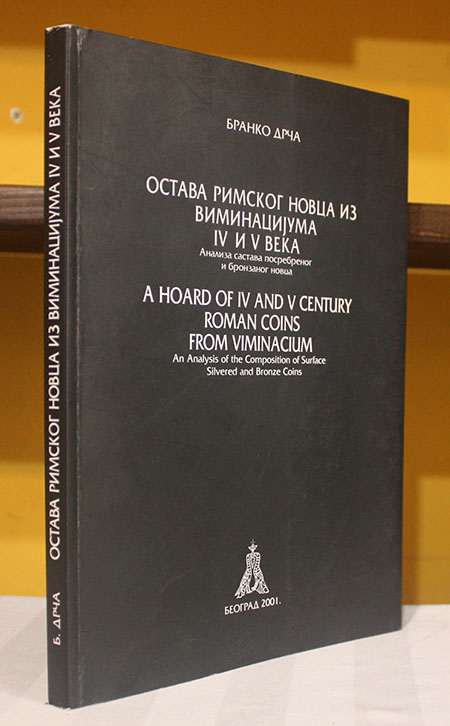 Б. ДРЧА ОСТАВА РИМСКОГ НОВЦА ИЗ ВИМИНАЦИЈУМА IV И V ВЕКА
БРАНКО ДРЧА
ОСТАВА РИМСКОГ НОВЦА ИЗ
ВИМИНАЦИЈУМА
IV И V ВЕКА
Анализа састава посребреног
и бронзаног новца
A HOARD OF IV AND V CENTURY
ROMAN COINS
FROM VIMINACIUM
An Analysis of the Composition of Surface
Silvered and Bronze Coins
БЕОГРАД 2001.